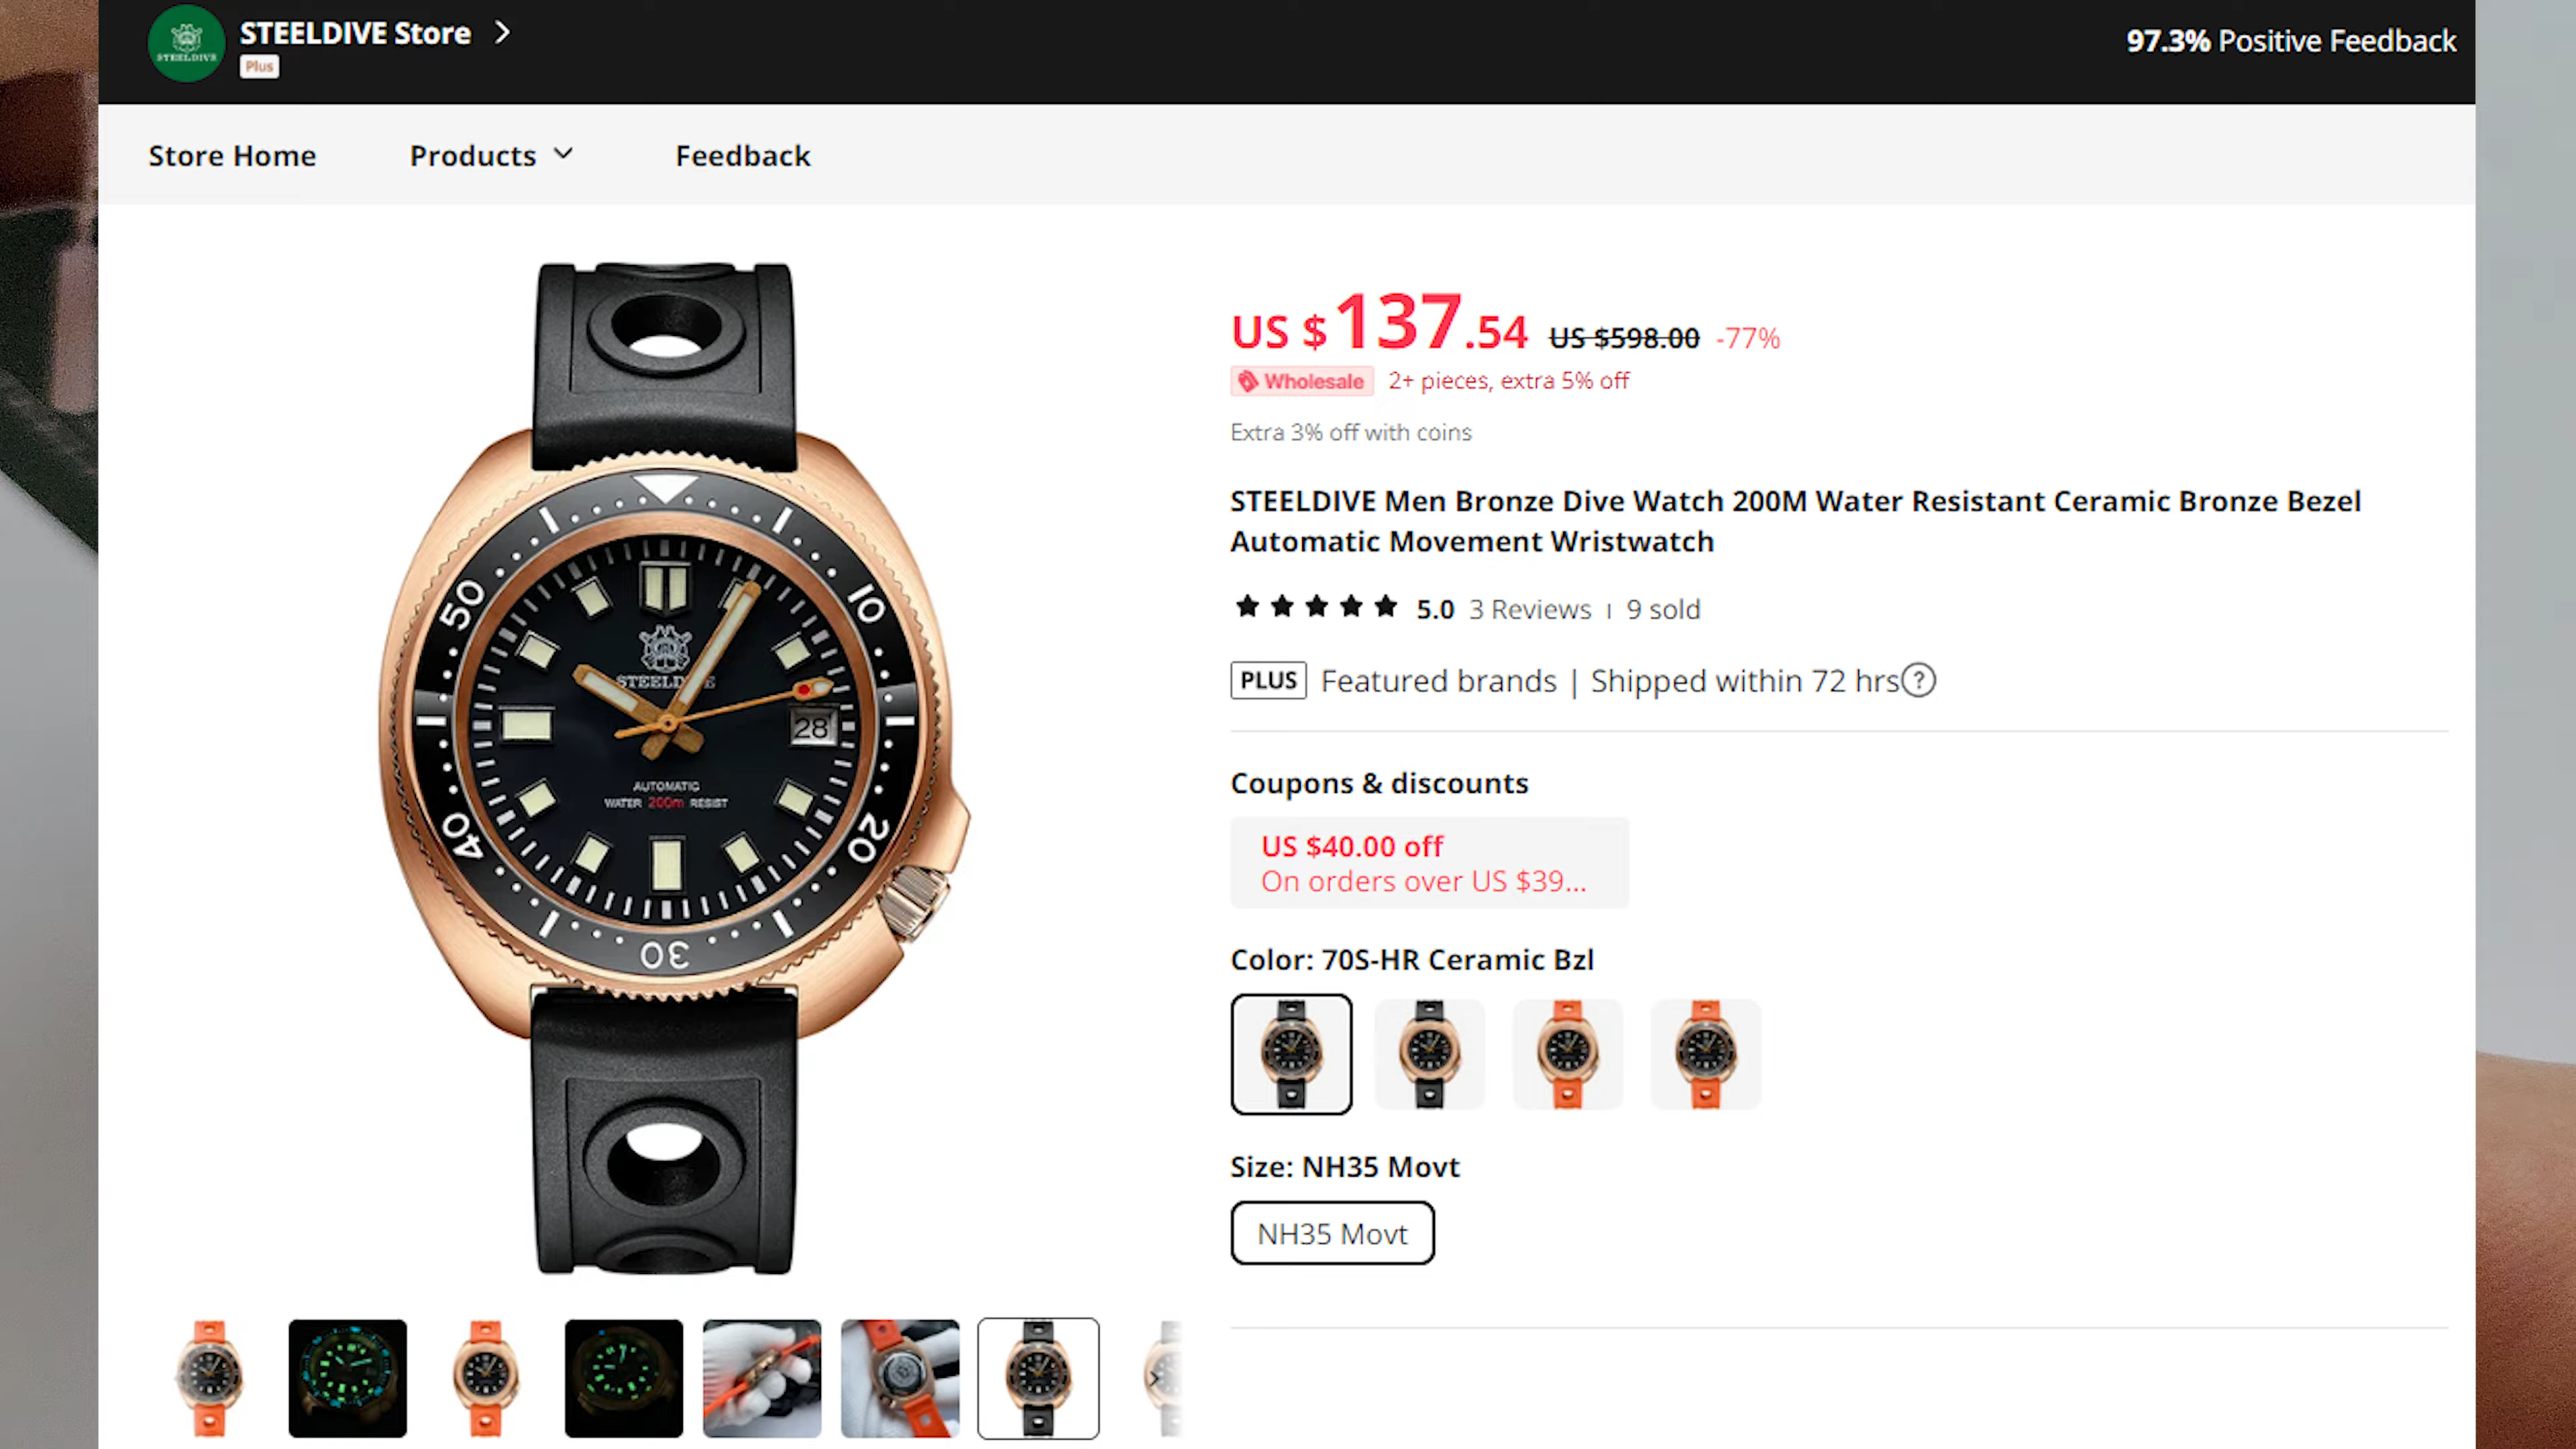 STEELDIVE Store
Plus
STEELDIVE
97.3% Positive Feedback
Store Home
Products
Feedback
US $137.54 US $598.00 -77%
Wholesale 2+ pieces, extra 5% off
Extra 3% off with coins
STEELDIVE Men Bronze Dive Watch 200M Water Resistant Ceramic Bronze Bezel
Automatic Movement Wristwatch
5.0 3 Reviews | 9 sold
PLUS Featured brands | Shipped within 72 hrs ?
Coupons & discounts
US $40.00 off
On orders over US $39...
Color: 70S-HR Ceramic Bzl
Size: NH35 Movt
NH35 Movt
10
20
30
40
50
28
AUTOMATIC
WATER 200m RESIST